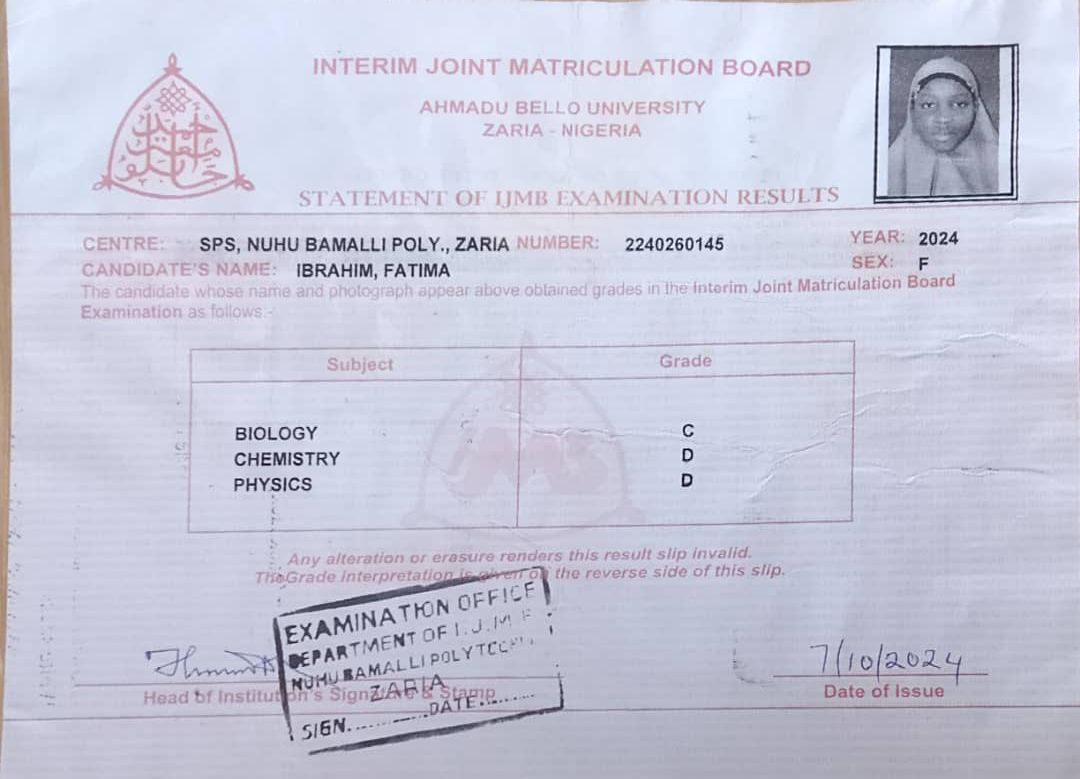 INTERIM JOINT MATRICULATION BOARD
AHMADU BELLO UNIVERSITY
ZARIA - NIGERIA
STATEMENT OF IJMB EXAMINATION RESULTS
CENTRE: SPS, NUHU BAMALLI POLY., ZARIA NUMBER: 2240260145 YEAR: 2024
CANDIDATE'S NAME: IBRAHIM, FATIMA SEX: F
The candidate whose name and photograph appear above obtained grades in the Interim Joint Matriculation Board
Examination as follows:-
Subject Grade
BIOLOGY C
CHEMISTRY D
PHYSICS D
Any alteration or erasure renders this result slip invalid.
TheGrade interpretation is given on the reverse side of this slip.
EXAMINATION OFFICE
DEPARTMENT OF I.J.M
NUHU BAMALLI POLYTEC
ZARIA
SIGN..............DATE.........
7/10/2024
Head of Institution's Signature & Stamp
Date of Issue